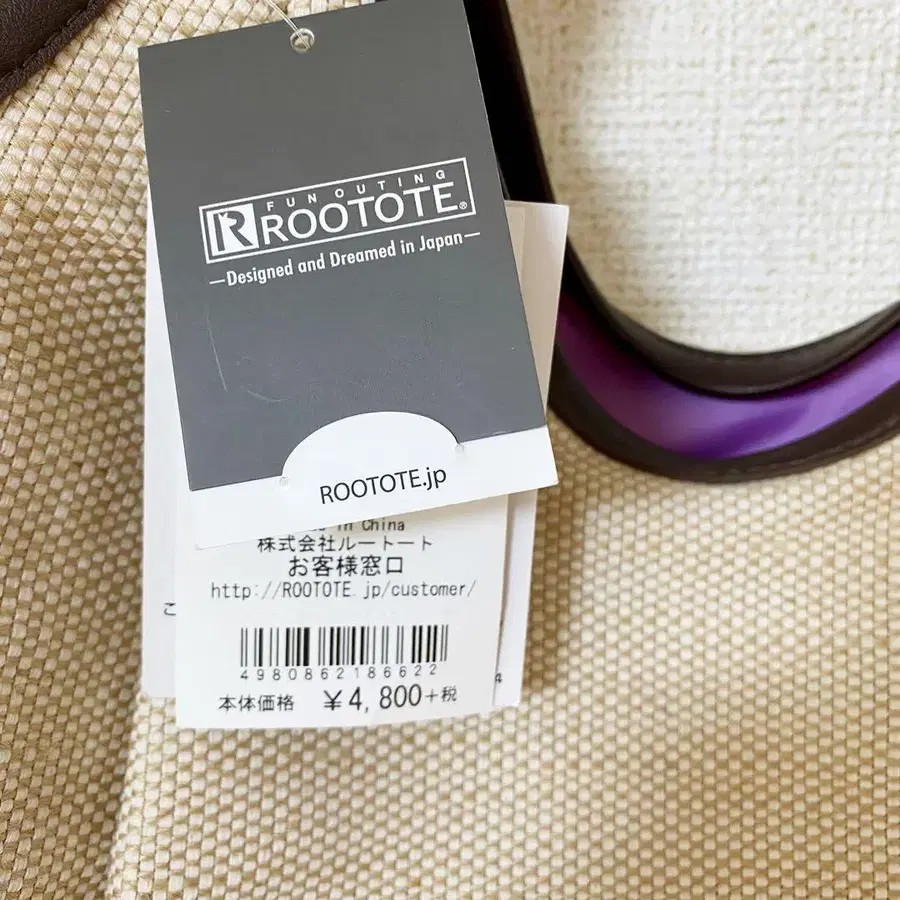 FUN OUTING
R ROOTOTE®
—Designed and Dreamed in Japan—
ROOTOTE.jp
in China
株式会社ルートート
お客様窓口
http://ROOTOTE.jp/customer/
こ
4980862186622
4
本体価格 ¥4,800+税